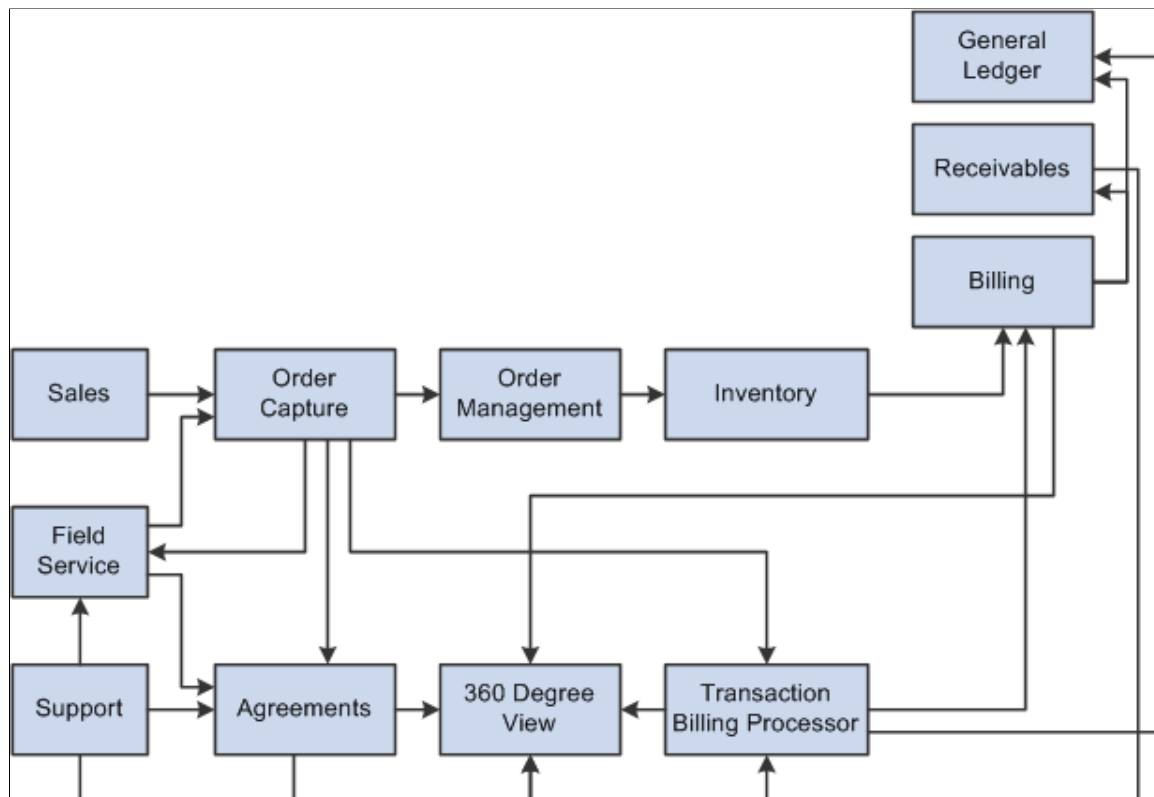 General
Ledger
Receivables
Billing
Sales
Order
Capture
Order
Management
Inventory
Field
Service
Support
Agreements
360 Degree
View
Transaction
Billing Processor